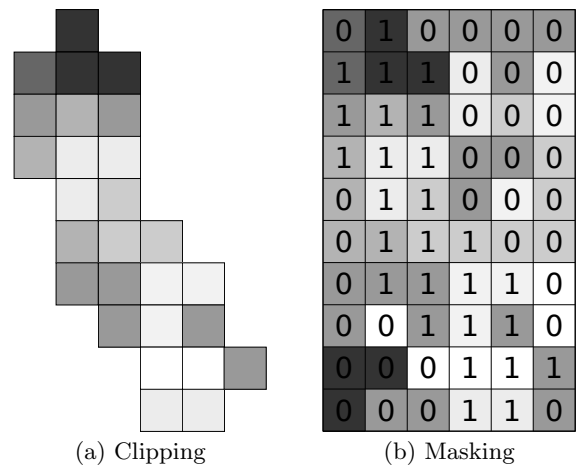 0 1 0 0 0 0
1 1 1 0 0 0
1 1 1 0 0 0
1 1 1 0 0 0
0 1 1 0 0 0
0 1 1 1 0 0
0 1 1 1 1 0
0 0 1 1 1 0
0 0 0 1 1 1
0 0 0 1 1 0
(a) Clipping (b) Masking